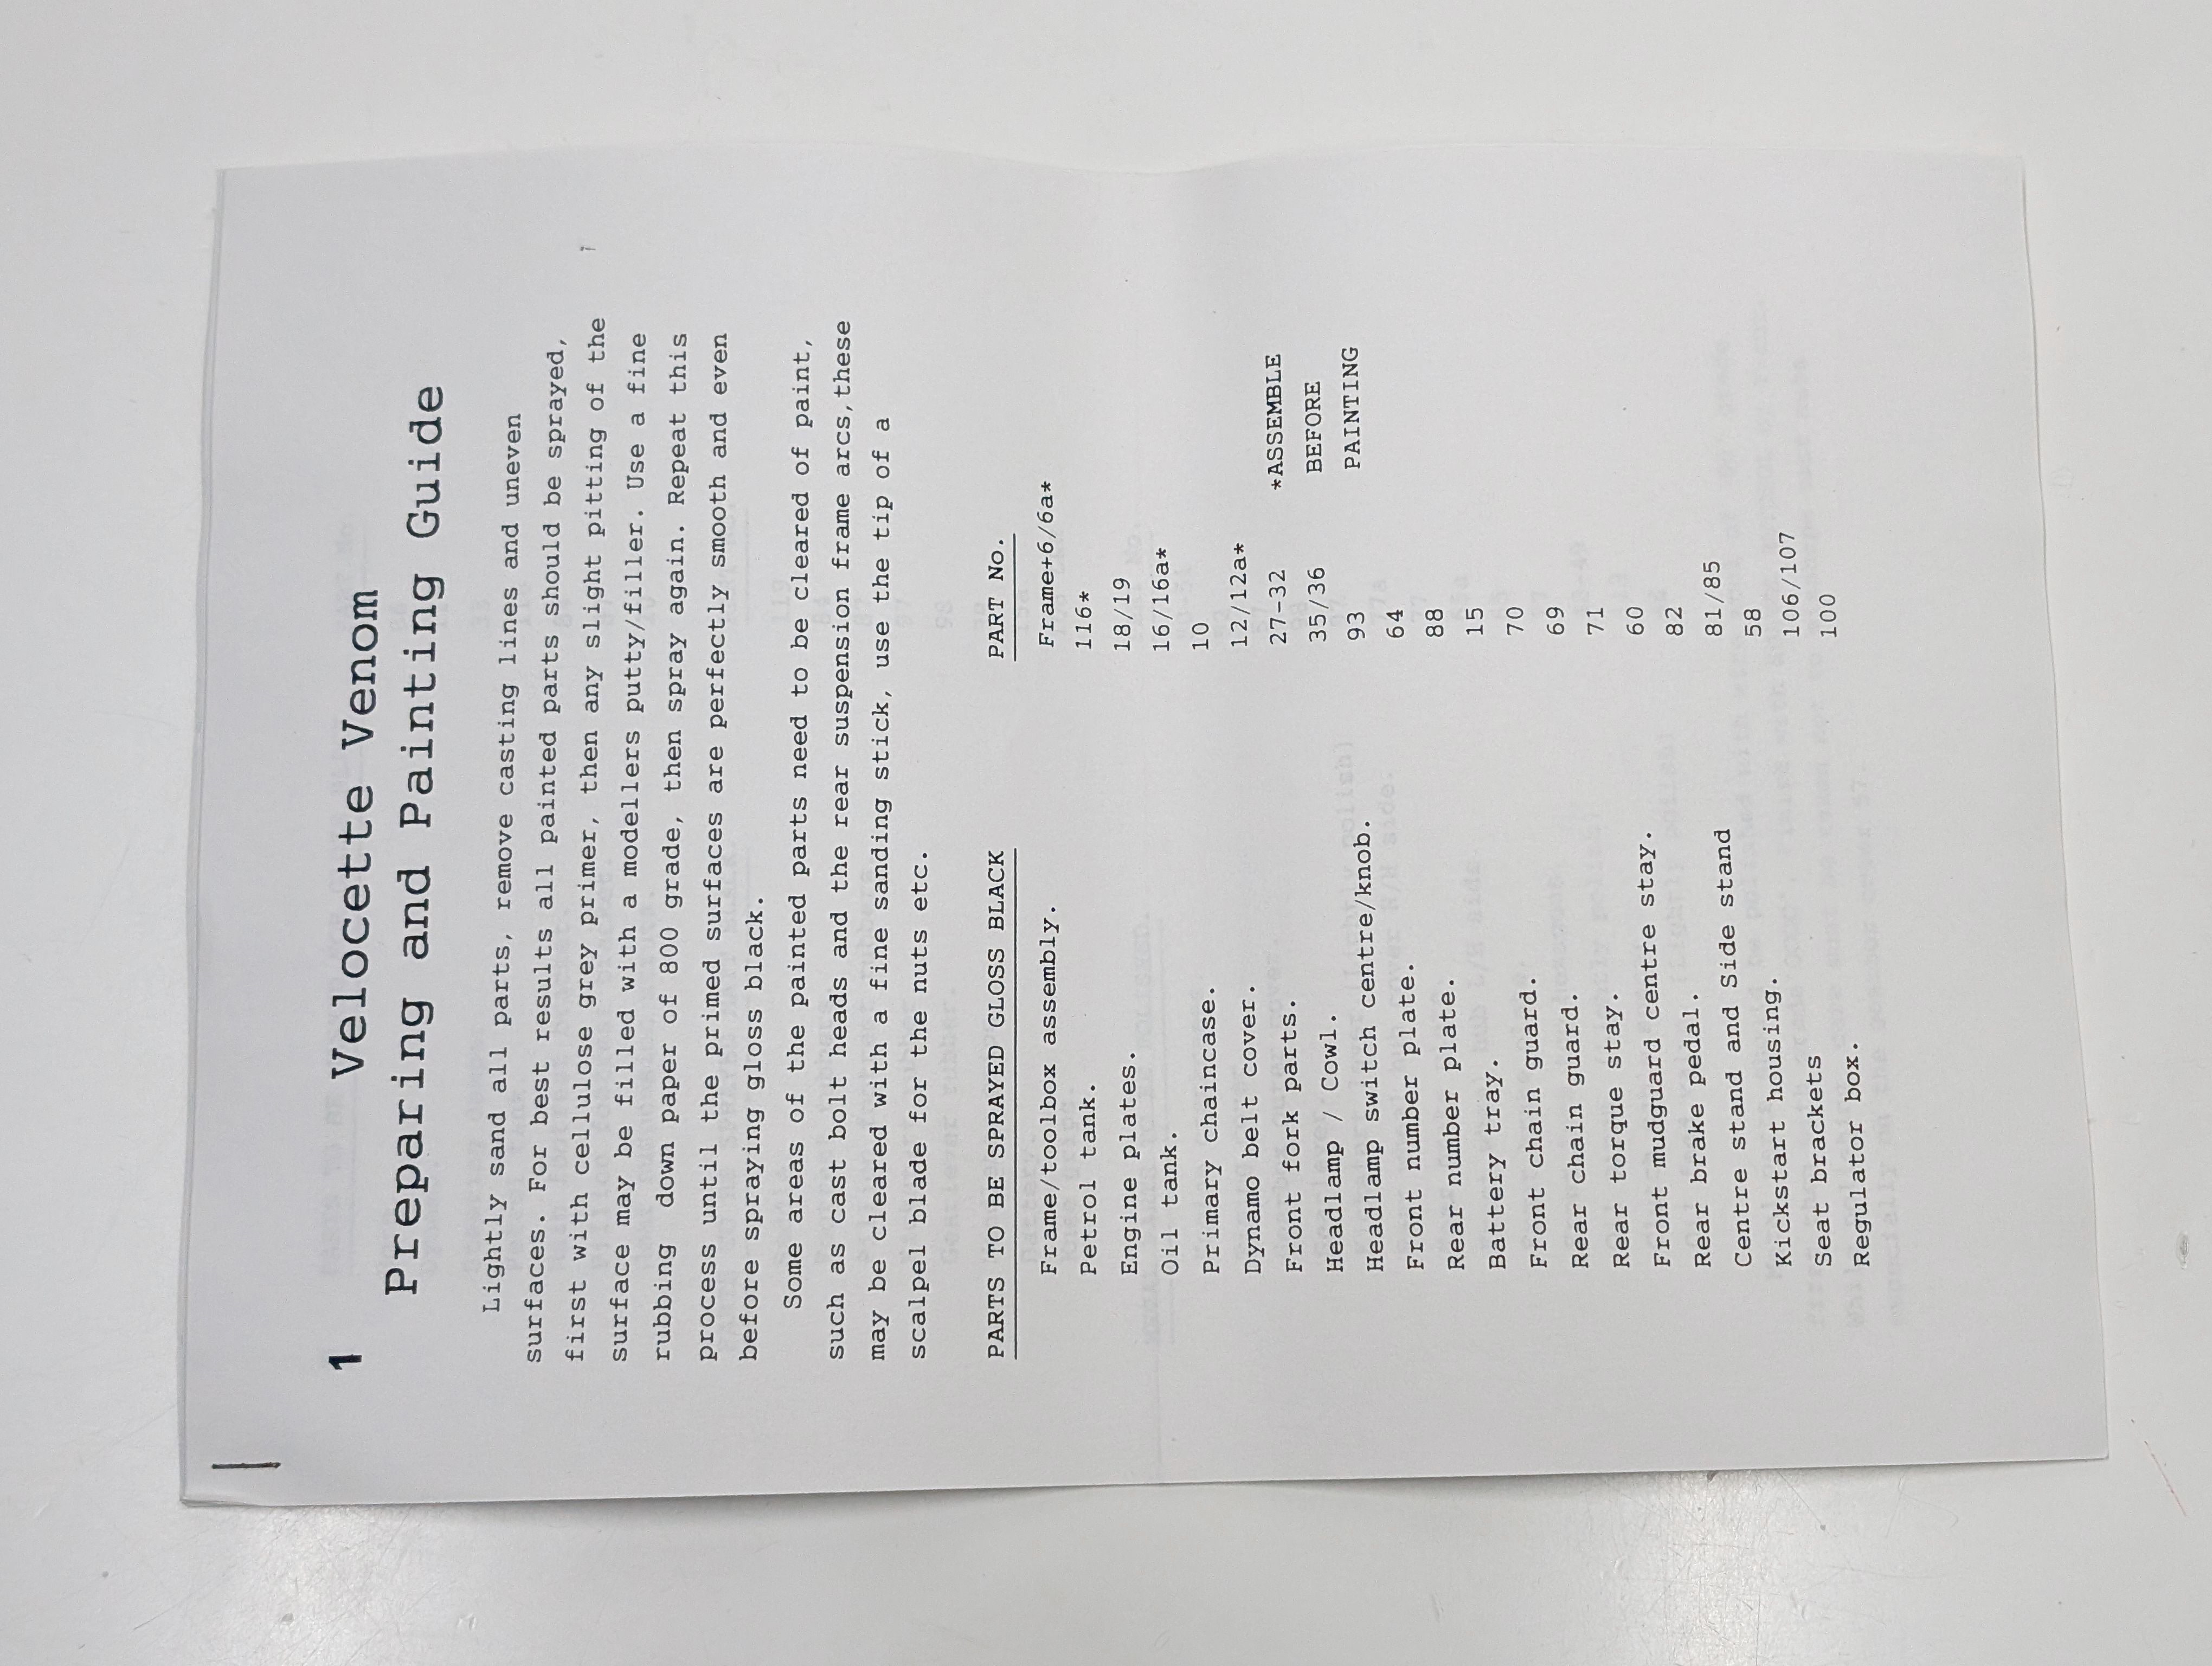 1 Velocette Venom
Preparing and Painting Guide
Lightly sand all parts, remove casting lines and uneven
surfaces. For best results all painted parts should be sprayed,
first with cellulose grey primer, then any slight pitting of the
surface may be filled with a modellers putty/filler. Use a fine
rubbing down paper of 800 grade, then spray again. Repeat this
process until the primed surfaces are perfectly smooth and even
before spraying gloss black.
Some areas of the painted parts need to be cleared of paint,
such as cast bolt heads and the rear suspension frame arcs,these
may be cleared with a fine sanding stick, use the tip of a
scalpel blade for the nuts etc.
PARTS TO BE SPRAYED GLOSS BLACK PART No.
Frame/toolbox assembly. Frame+6/6a*
Petrol tank. 116*
Engine plates. 18/19
Oil tank. 16/16a*
Primary chaincase. 10
Dynamo belt cover. 12/12a*
Front fork parts. 27-32 *ASSEMBLE
Headlamp / Cowl. 35/36 BEFORE
Headlamp switch centre/knob. 93 PAINTING
Front number plate. 64
Rear number plate. 88
Battery tray. 15
Front chain guard. 70
Rear chain guard. 69
Rear torque stay. 71
Front mudguard centre stay. 60
Rear brake pedal. 82
Centre stand and Side stand 81/85
Kickstart housing. 58
Seat brackets 106/107
Regulator box. 100